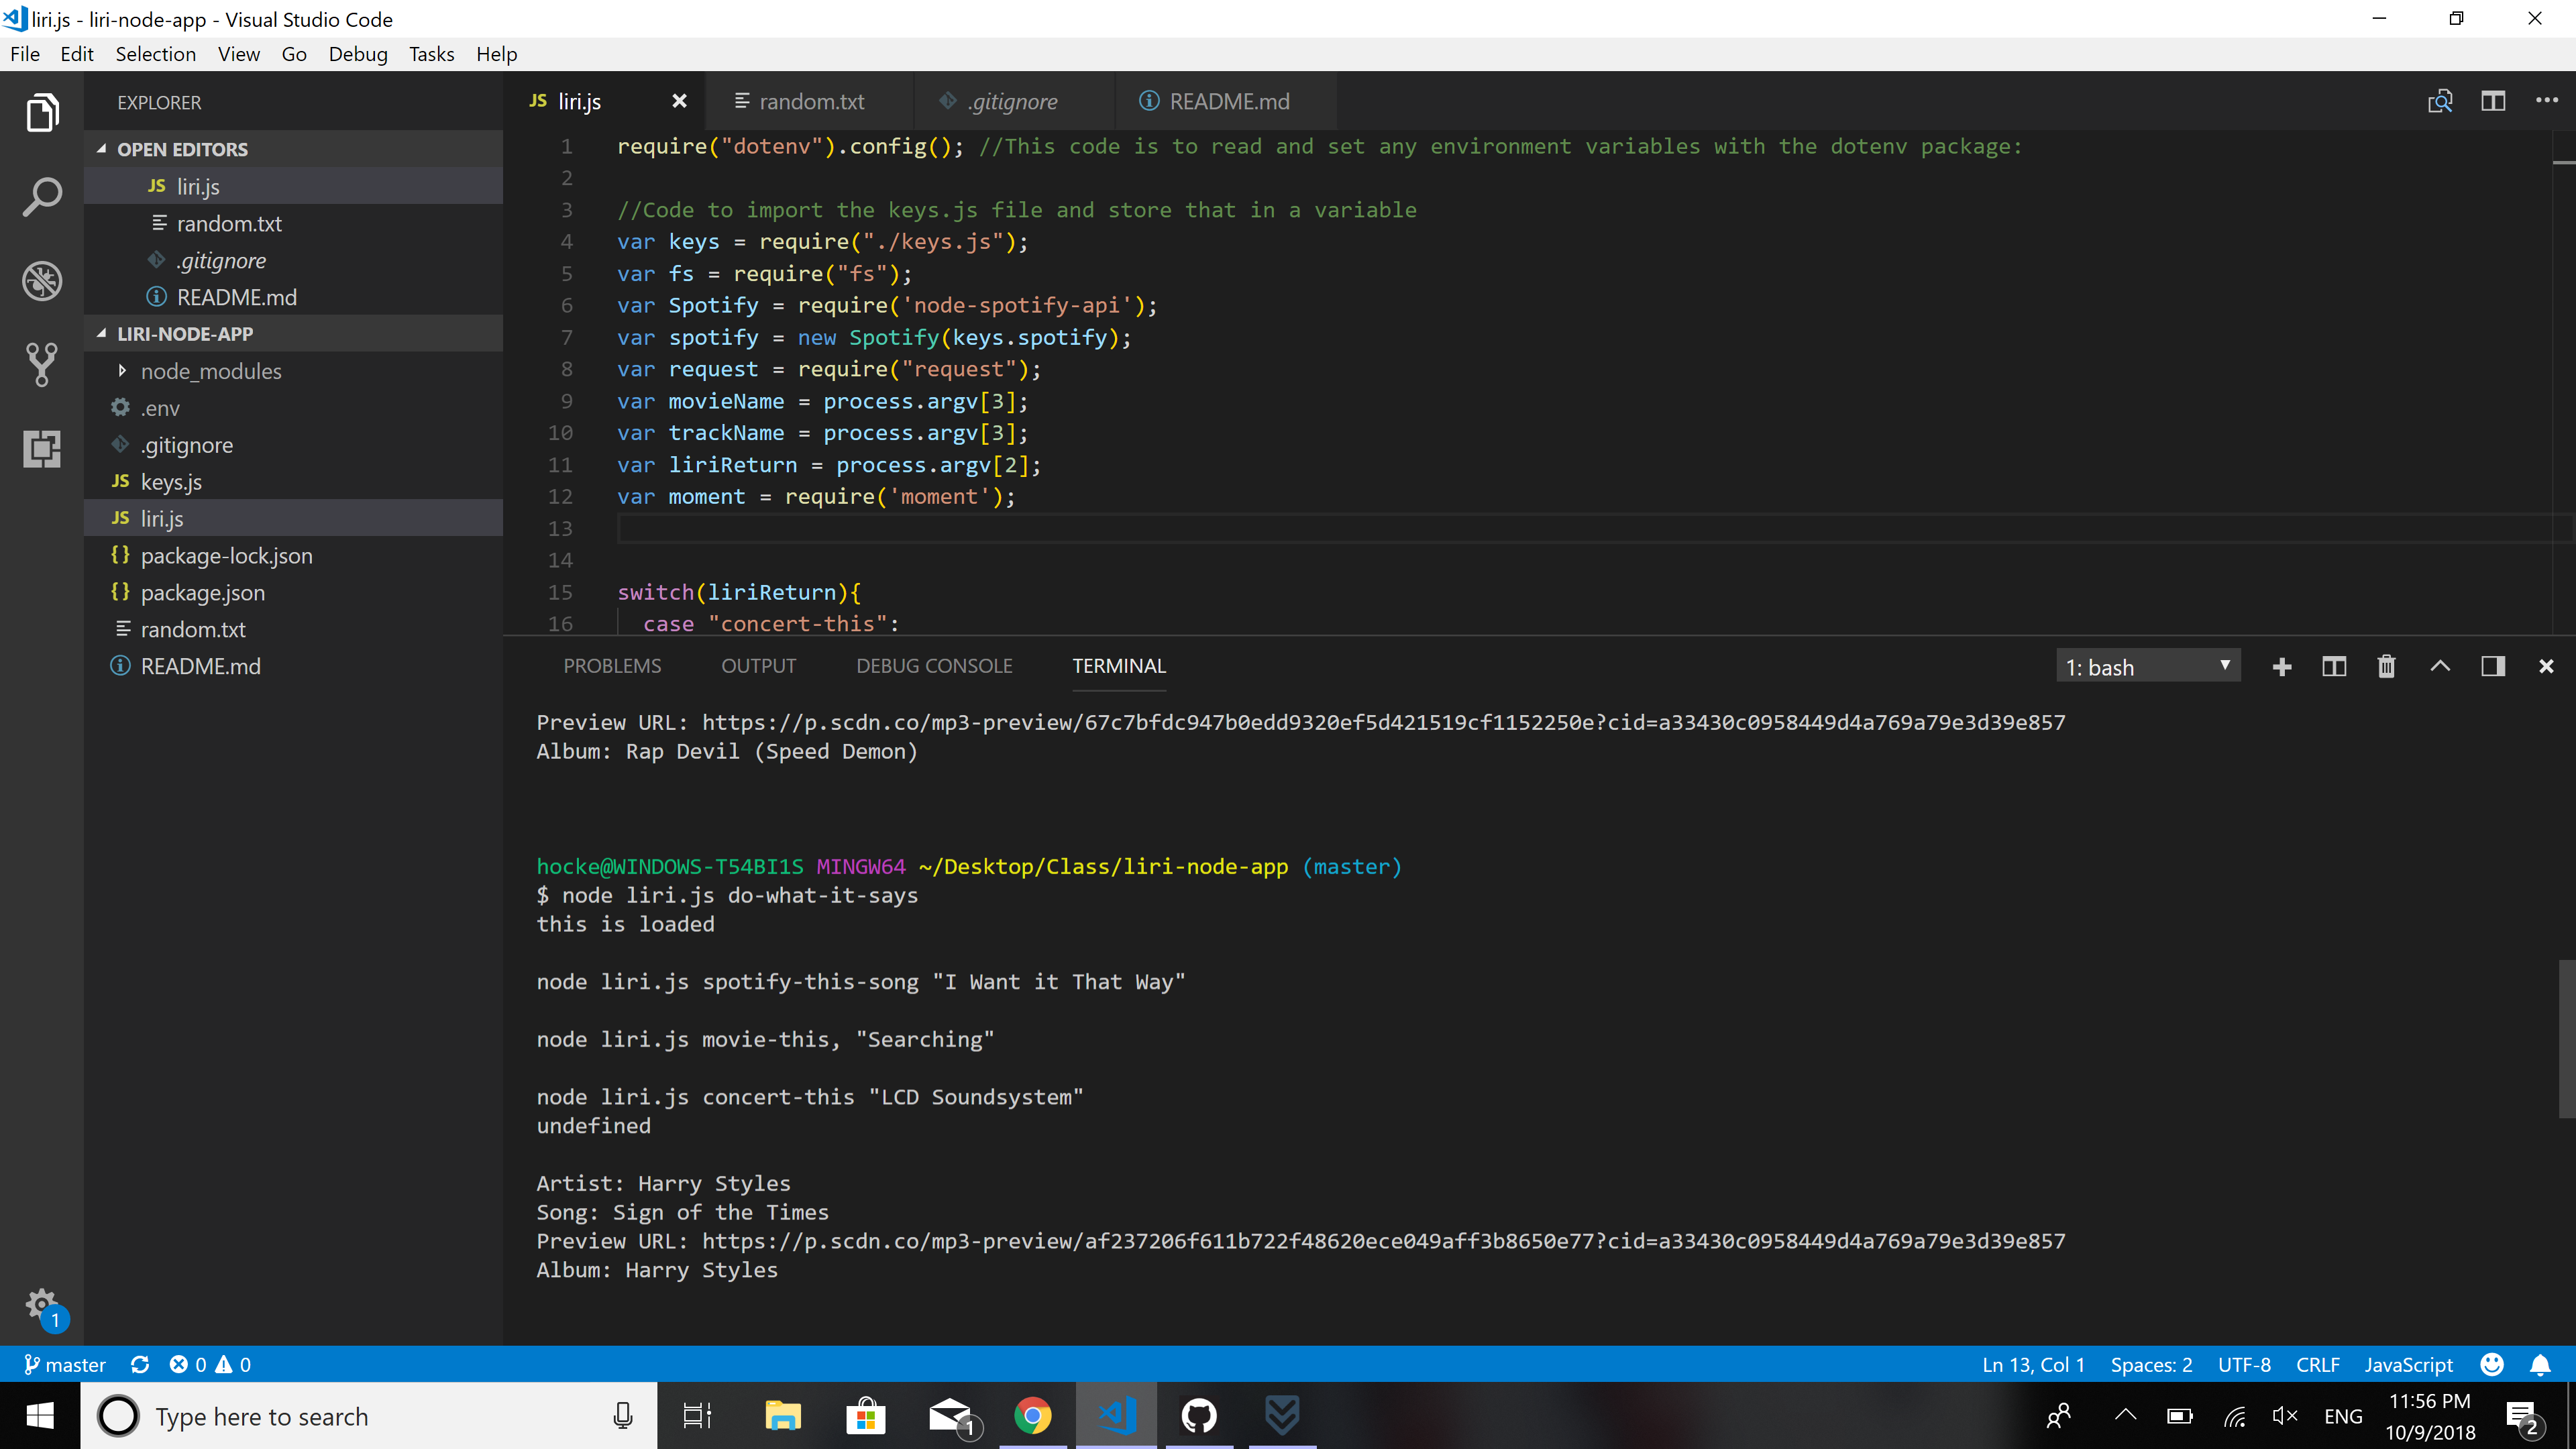 liri.js - liri-node-app - Visual Studio Code
File Edit Selection View Go Debug Tasks Help
EXPLORER
OPEN EDITORS
JS liri.js
random.txt
.gitignore
README.md
LIRI-NODE-APP
node_modules
.env
.gitignore
JS keys.js
JS liri.js
{} package-lock.json
{} package.json
random.txt
README.md
JS liri.js random.txt .gitignore README.md
1 require("dotenv").config(); //This code is to read and set any environment variables with the dotenv package:
2
3 //Code to import the keys.js file and store that in a variable
4 var keys = require("./keys.js");
5 var fs = require("fs");
6 var Spotify = require('node-spotify-api');
7 var spotify = new Spotify(keys.spotify);
8 var request = require("request");
9 var movieName = process.argv[3];
10 var trackName = process.argv[3];
11 var liriReturn = process.argv[2];
12 var moment = require('moment');
13
14
15 switch(liriReturn){
16 case "concert-this":
PROBLEMS OUTPUT DEBUG CONSOLE TERMINAL 1: bash
Preview URL: https://p.scdn.co/mp3-preview/67c7bfdc947b0edd9320ef5d421519cf1152250e?cid=a33430c0958449d4a769a79e3d39e857
Album: Rap Devil (Speed Demon)
hocke@WINDOWS-T54BI1S MINGW64 ~/Desktop/Class/liri-node-app (master)
$ node liri.js do-what-it-says
this is loaded
node liri.js spotify-this-song "I Want it That Way"
node liri.js movie-this, "Searching"
node liri.js concert-this "LCD Soundsystem"
undefined
Artist: Harry Styles
Song: Sign of the Times
Preview URL: https://p.scdn.co/mp3-preview/af237206f611b722f48620ece049aff3b8650e77?cid=a33430c0958449d4a769a79e3d39e857
Album: Harry Styles
1
master 0 0 Ln 13, Col 1 Spaces: 2 UTF-8 CRLF JavaScript
Type here to search 1 ENG 11:56 PM
10/9/2018 2